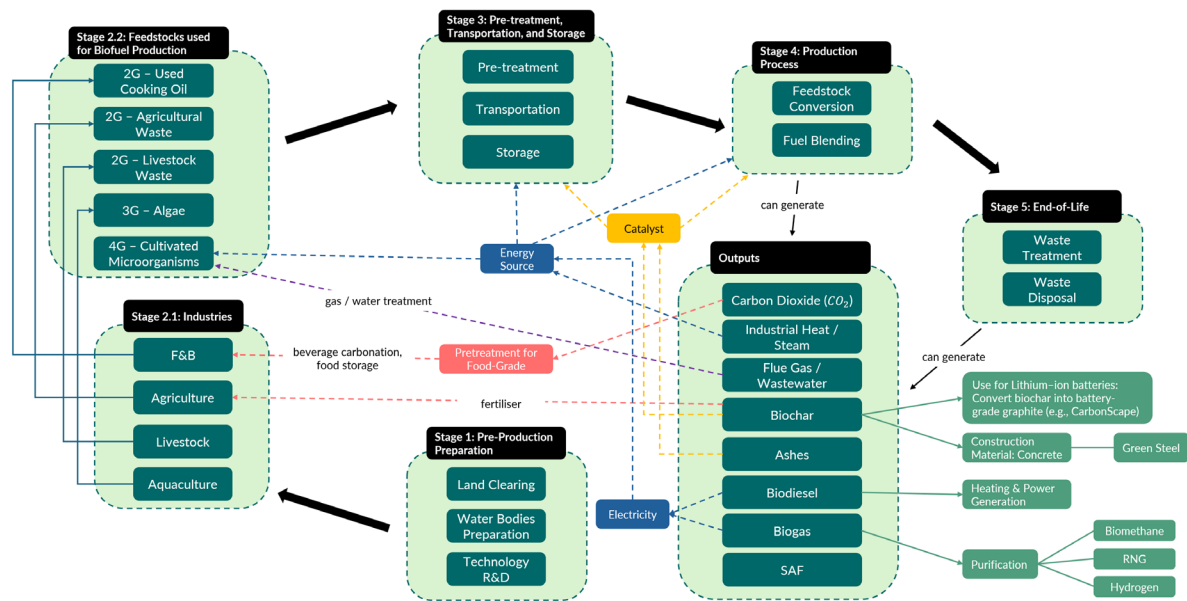 Stage 2.2: Feedstocks used
for Biofuel Production
2G – Used
Cooking Oil
2G – Agricultural
Waste
2G – Livestock
Waste
3G – Algae
4G – Cultivated
Microorganisms
Stage 3: Pre-treatment,
Transportation, and Storage
Pre-treatment
Transportation
Storage
Stage 4: Production
Process
Feedstock
Conversion
Fuel Blending
can generate
Stage 5: End-of-Life
Waste
Treatment
Waste
Disposal
can generate
Catalyst
Energy
Source
gas / water treatment
Stage 2.1: Industries
F&B
Agriculture
Livestock
Aquaculture
beverage carbonation,
food storage
Pretreatment for
Food-Grade
fertiliser
Stage 1: Pre-Production
Preparation
Land Clearing
Water Bodies
Preparation
Technology
R&D
Electricity
Outputs
Carbon Dioxide (CO₂)
Industrial Heat /
Steam
Flue Gas /
Wastewater
Biochar
Ashes
Biodiesel
Biogas
SAF
Use for Lithium-ion batteries:
Convert biochar into battery-
grade graphite (e.g., CarbonScape)
Construction
Material: Concrete
Green Steel
Heating & Power
Generation
Purification
Biomethane
RNG
Hydrogen